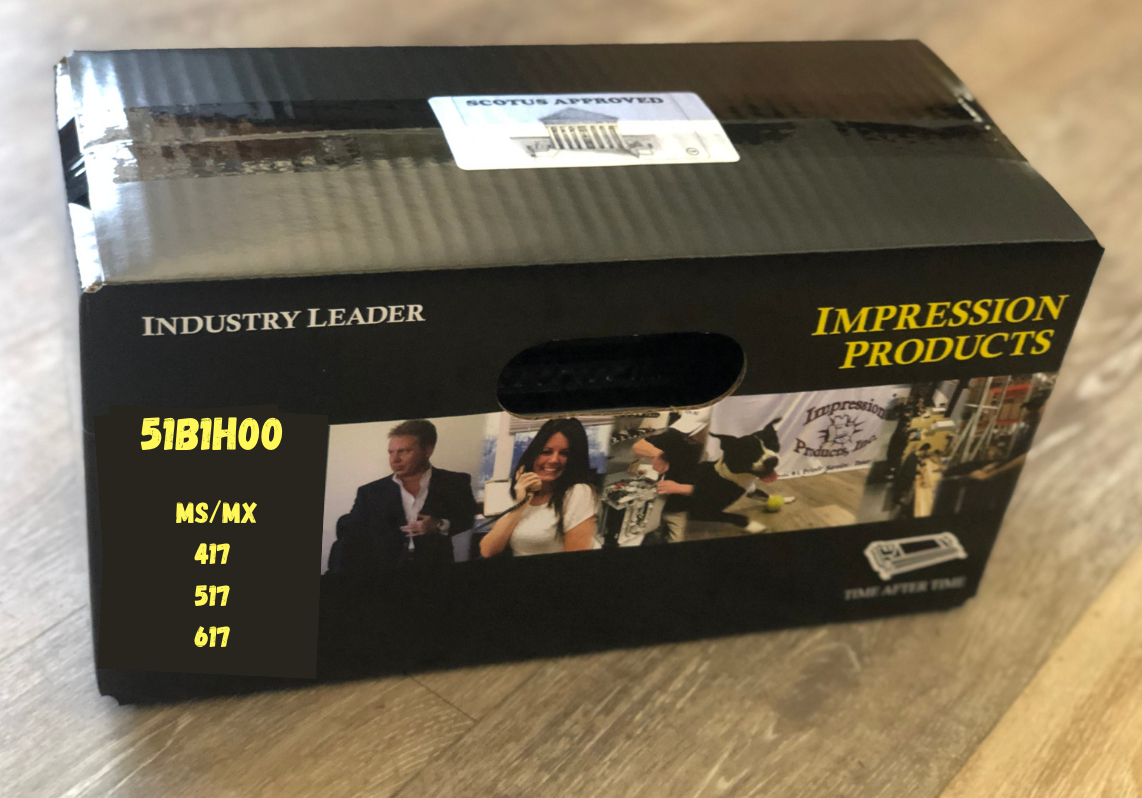 SCOTUS APPROVED
INDUSTRY LEADER
IMPRESSION
PRODUCTS
51B1H00
MS/MX
417
517
617
Impression
Products, Inc.
TIME AFTER TIME